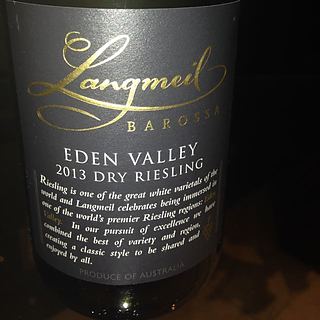 Langmeil
BAROSSA
EDEN VALLEY
2013 DRY RIESLING
Riesling is one of the great white varietals of the
world and Langmeil celebrates being immersed in
one of the world's premier Riesling regions: Eden
Valley. In our pursuit of excellence we have
combined the best of variety and region,
creating a classic style to be shared and
enjoyed by all.
PRODUCE OF AUSTRALIA